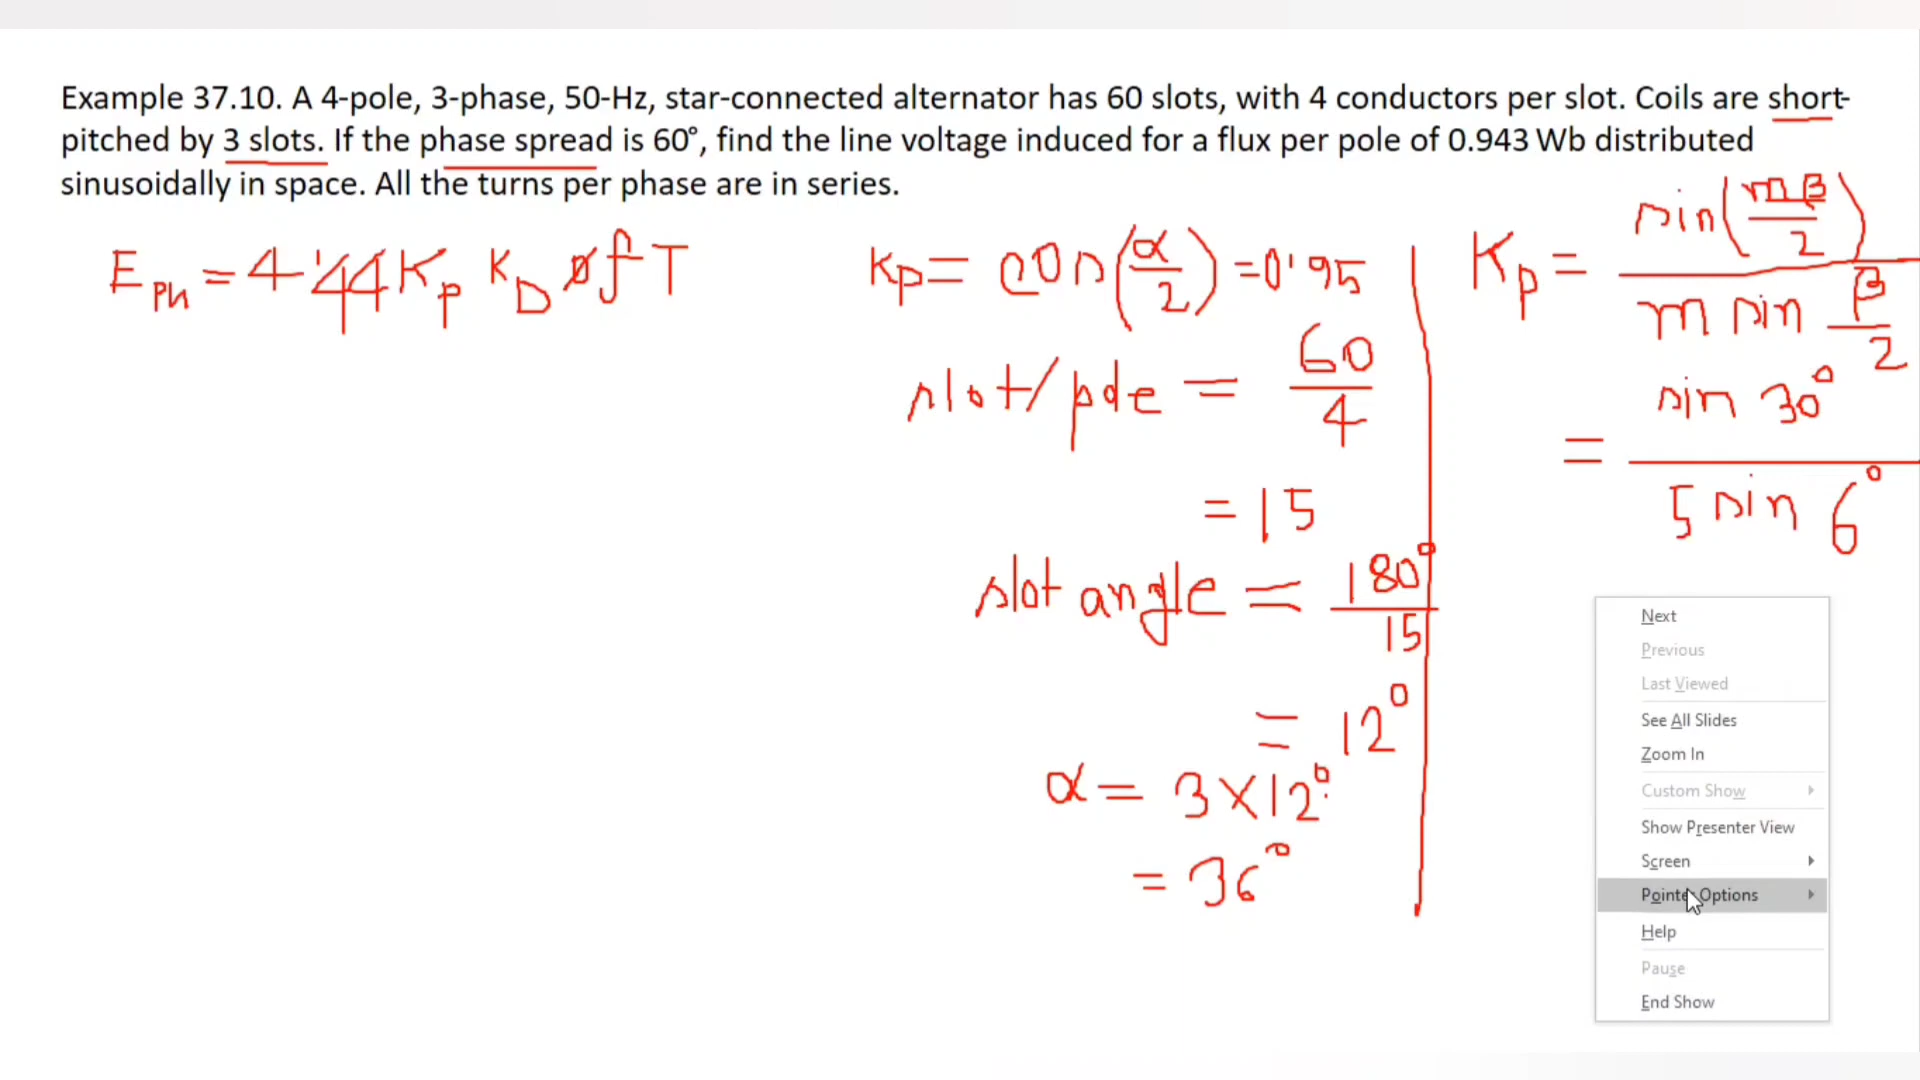 Example 37.10. A 4-pole, 3-phase, 50-Hz, star-connected alternator has 60 slots, with 4 conductors per slot. Coils are short-
pitched by 3 slots. If the phase spread is 60°, find the line voltage induced for a flux per pole of 0.943 Wb distributed
sinusoidally in space. All the turns per phase are in series.
E_Ph = 4.44 K_p K_D ø f T
K_p = cos(α/2) = 0.95
slot/pole = 60/4
= 15
slot angle = 180°/15
= 12°
α = 3 × 12°
= 36°
K_p = sin(mβ/2) / m sin β/2
= sin 30° / 5 sin 6°
Next
Previous
Last Viewed
See All Slides
Zoom In
Custom Show
Show Presenter View
Screen
Pointer Options
Help
Pause
End Show